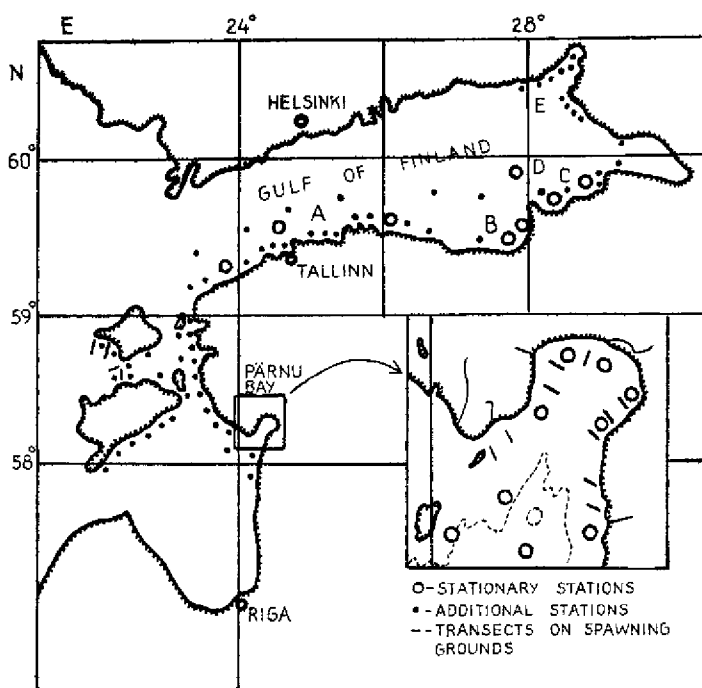 E 24° 28°
N
HELSINKI
60°
GULF OF FINLAND
E
D
C
A
B
TALLINN
59°
PÄRNU
BAY
58°
O-STATIONARY STATIONS
•-ADDITIONAL STATIONS
---TRANSECTS ON SPAWNING
GROUNDS
RIGA